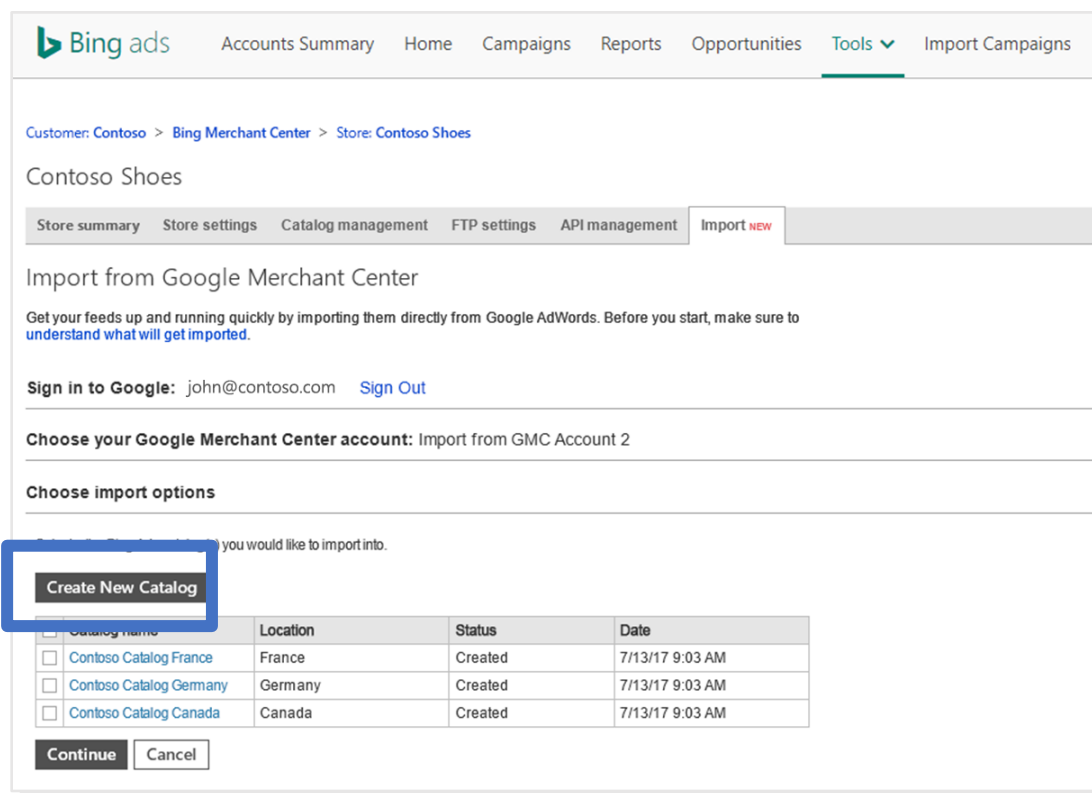 Bing ads
Accounts Summary Home Campaigns Reports Opportunities Tools Import Campaigns
Customer: Contoso > Bing Merchant Center > Store: Contoso Shoes
Contoso Shoes
Store summary Store settings Catalog management FTP settings API management Import NEW
Import from Google Merchant Center
Get your feeds up and running quickly by importing them directly from Google AdWords. Before you start, make sure to
understand what will get imported.
Sign in to Google: john@contoso.com Sign Out
Choose your Google Merchant Center account: Import from GMC Account 2
Choose import options
you would like to import into.
Create New Catalog
Catalog name Location Status Date
Contoso Catalog France France Created 7/13/17 9:03 AM
Contoso Catalog Germany Germany Created 7/13/17 9:03 AM
Contoso Catalog Canada Canada Created 7/13/17 9:03 AM
Continue Cancel